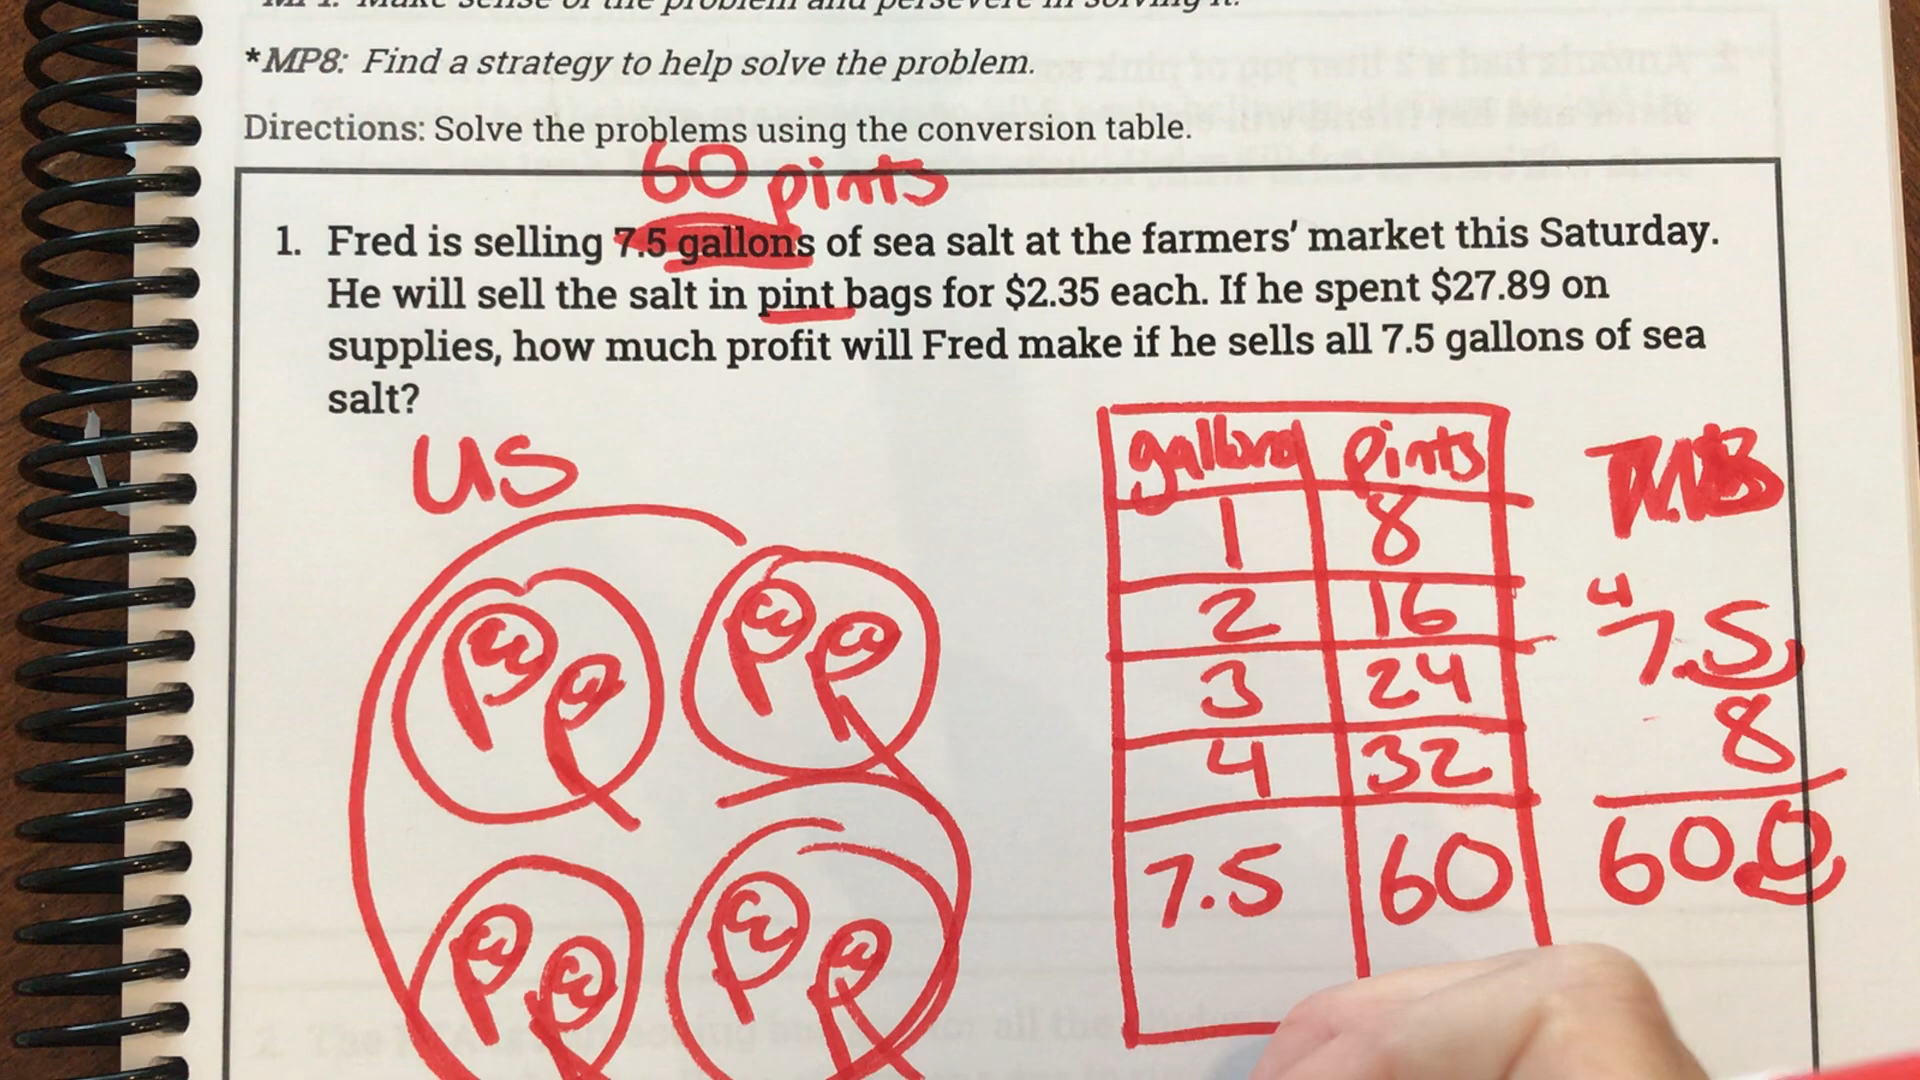 *MP8: Find a strategy to help solve the problem.
Directions: Solve the problems using the conversion table.
60 pints
1. Fred is selling 7.5 gallons of sea salt at the farmers' market this Saturday.
He will sell the salt in pint bags for $2.35 each. If he spent $27.89 on
supplies, how much profit will Fred make if he sells all 7.5 gallons of sea
salt?
US
gallons pints
1 8
2 16
3 24
4 32
7.5 60
4
7.5
8
60.0
P c P c P c P c
P c P c P c P c